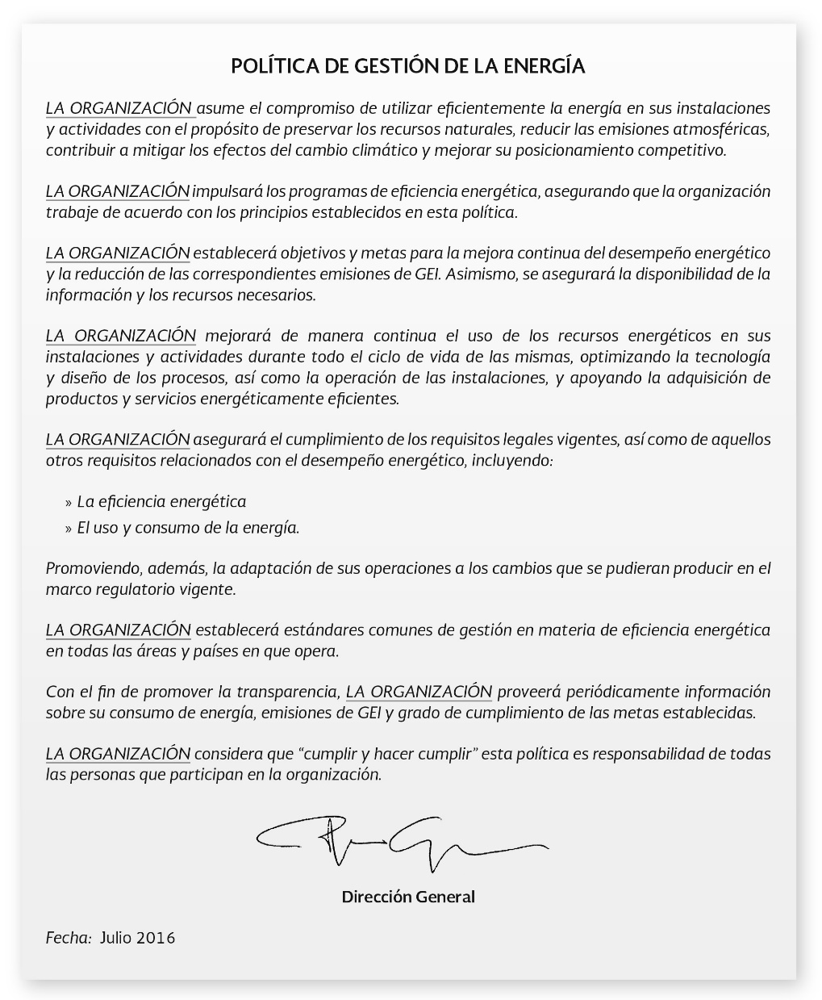 POLÍTICA DE GESTIÓN DE LA ENERGÍA
LA ORGANIZACIÓN asume el compromiso de utilizar eficientemente la energía en sus instalaciones
y actividades con el propósito de preservar los recursos naturales, reducir las emisiones atmosféricas,
contribuir a mitigar los efectos del cambio climático y mejorar su posicionamiento competitivo.
LA ORGANIZACIÓN impulsará los programas de eficiencia energética, asegurando que la organización
trabaje de acuerdo con los principios establecidos en esta política.
LA ORGANIZACIÓN establecerá objetivos y metas para la mejora continua del desempeño energético
y la reducción de las correspondientes emisiones de GEI. Asimismo, se asegurará la disponibilidad de la
información y los recursos necesarios.
LA ORGANIZACIÓN mejorará de manera continua el uso de los recursos energéticos en sus
instalaciones y actividades durante todo el ciclo de vida de las mismas, optimizando la tecnología
y diseño de los procesos, así como la operación de las instalaciones, y apoyando la adquisición de
productos y servicios energéticamente eficientes.
LA ORGANIZACIÓN asegurará el cumplimiento de los requisitos legales vigentes, así como de aquellos
otros requisitos relacionados con el desempeño energético, incluyendo:
» La eficiencia energética
» El uso y consumo de la energía.
Promoviendo, además, la adaptación de sus operaciones a los cambios que se pudieran producir en el
marco regulatorio vigente.
LA ORGANIZACIÓN establecerá estándares comunes de gestión en materia de eficiencia energética
en todas las áreas y países en que opera.
Con el fin de promover la transparencia, LA ORGANIZACIÓN proveerá periódicamente información
sobre su consumo de energía, emisiones de GEI y grado de cumplimiento de las metas establecidas.
LA ORGANIZACIÓN considera que “cumplir y hacer cumplir” esta política es responsabilidad de todas
las personas que participan en la organización.
Dirección General
Fecha: Julio 2016